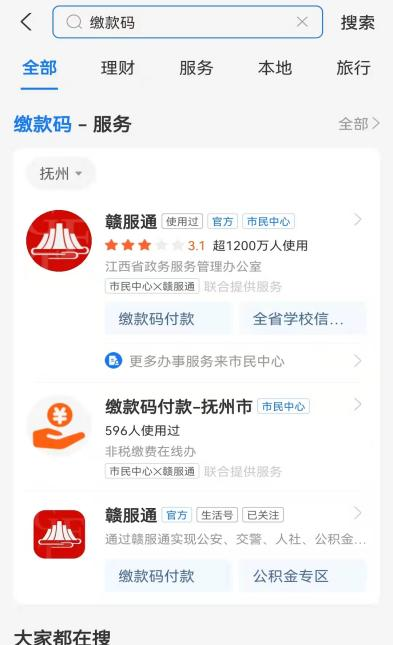 缴款码
搜索
全部 理财 服务 本地 旅行
缴款码 - 服务
全部
抚州
赣服通 使用过 官方 市民中心
3.1 超1200万人使用
江西省政务服务管理办公室
市民中心×赣服通 联合提供服务
缴款码付款 全省学校信...
更多办事服务来市民中心
缴款码付款-抚州市 市民中心
596人使用过
非税缴费在线办
市民中心×赣服通 联合提供服务
赣服通 官方 生活号 已关注
通过赣服通实现公安、交警、人社、公积金...
缴款码付款 公积金专区
大家都在搜